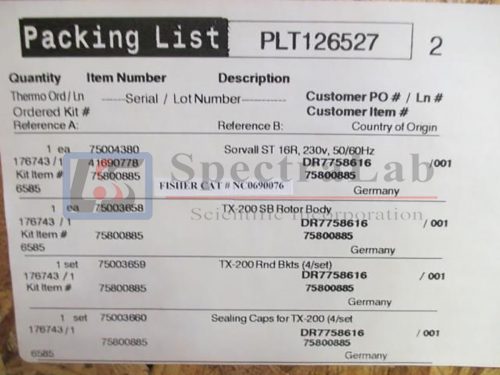 Packing List PLT126527 2
Quantity Item Number Description
Thermo Ord / Ln -----Serial / Lot Number----- Customer PO # / Ln #
Ordered Kit # Customer Item #
Reference A: Reference B: Country of Origin
1 ea 75004380 Sorvall ST 16R, 230v, 50/60Hz
176743 / 1 41690778 DR7758616 /001
Kit Item # 75800885 75800885
FISHER CAT # NC0690076
6585 Germany
SpectraLab
Scientific Incorporation
1 ea 75003658 TX-200 SB Rotor Body
176743 / 1 DR7758616 /001
Kit Item # 75800885 75800885
6585 Germany
1 set 75003659 TX-200 Rnd Bkts (4/set)
176743 / 1 DR7758616 / 001
Kit Item # 75800885 75800885
Germany
1 set 75003660 Sealing Caps for TX-200 (4/set
176743 / 1 DR7758616 / 001
75800885 75800885
6585 Germany